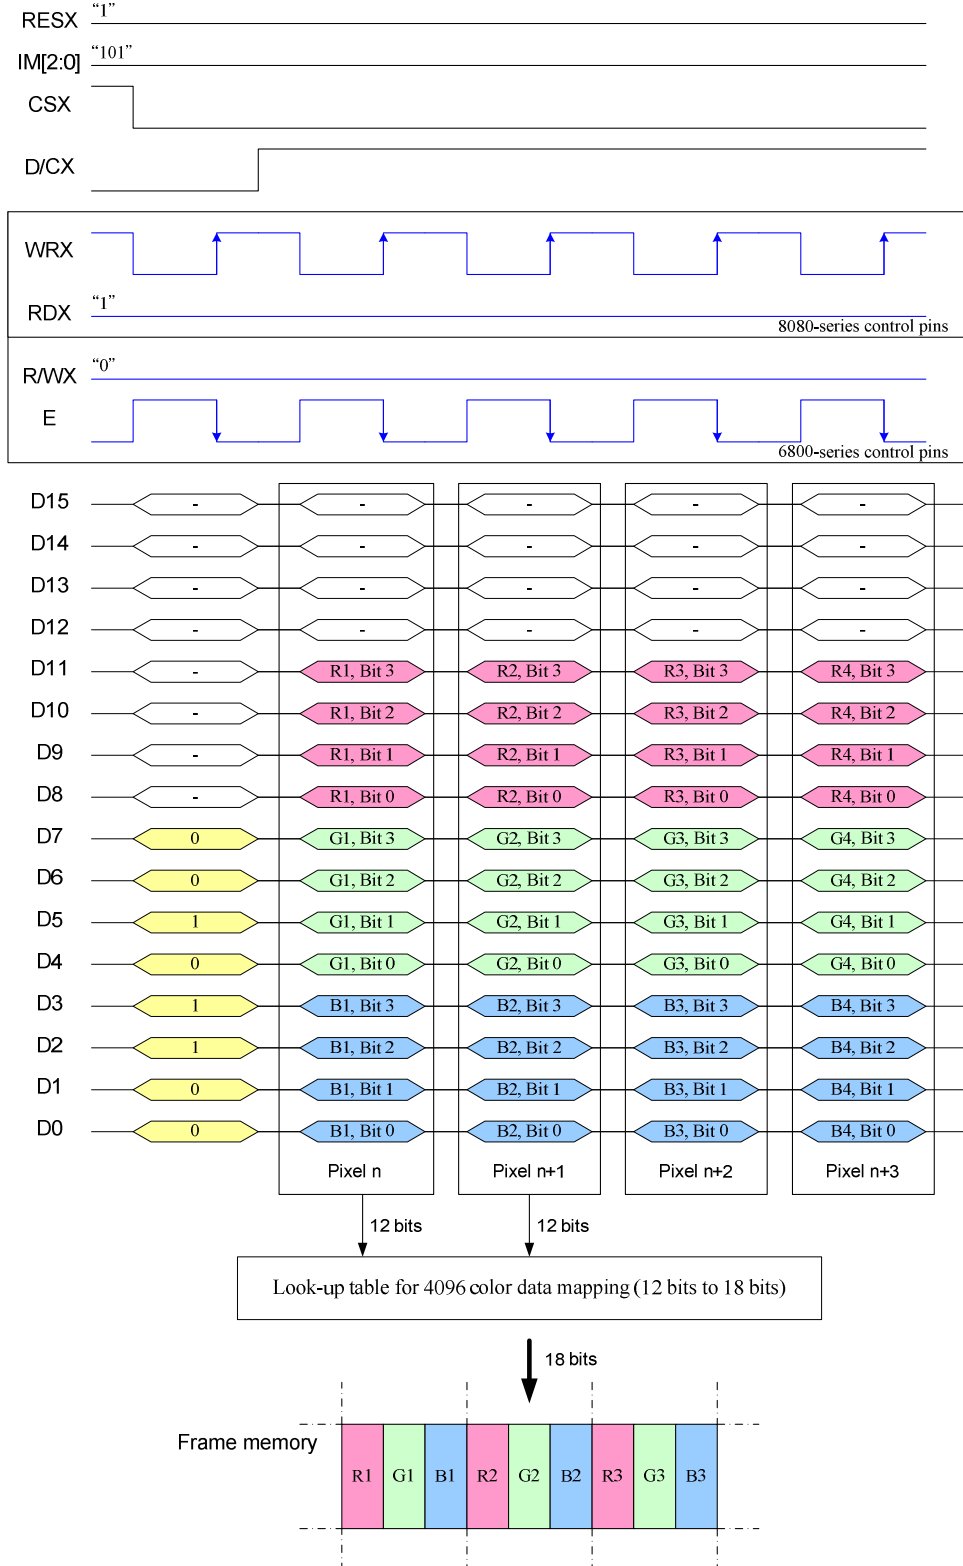 RESX "1"
IM[2:0] "101"
CSX
D/CX
WRX
RDX "1"
8080-series control pins
R/WX "0"
E
6800-series control pins
D15 - - - - -
D14 - - - - -
D13 - - - - -
D12 - - - - -
D11 - R1, Bit 3 R2, Bit 3 R3, Bit 3 R4, Bit 3
D10 - R1, Bit 2 R2, Bit 2 R3, Bit 2 R4, Bit 2
D9 - R1, Bit 1 R2, Bit 1 R3, Bit 1 R4, Bit 1
D8 - R1, Bit 0 R2, Bit 0 R3, Bit 0 R4, Bit 0
D7 0 G1, Bit 3 G2, Bit 3 G3, Bit 3 G4, Bit 3
D6 0 G1, Bit 2 G2, Bit 2 G3, Bit 2 G4, Bit 2
D5 1 G1, Bit 1 G2, Bit 1 G3, Bit 1 G4, Bit 1
D4 0 G1, Bit 0 G2, Bit 0 G3, Bit 0 G4, Bit 0
D3 1 B1, Bit 3 B2, Bit 3 B3, Bit 3 B4, Bit 3
D2 1 B1, Bit 2 B2, Bit 2 B3, Bit 2 B4, Bit 2
D1 0 B1, Bit 1 B2, Bit 1 B3, Bit 1 B4, Bit 1
D0 0 B1, Bit 0 B2, Bit 0 B3, Bit 0 B4, Bit 0
Pixel n Pixel n+1 Pixel n+2 Pixel n+3
12 bits 12 bits
Look-up table for 4096 color data mapping (12 bits to 18 bits)
18 bits
Frame memory
R1 G1 B1 R2 G2 B2 R3 G3 B3